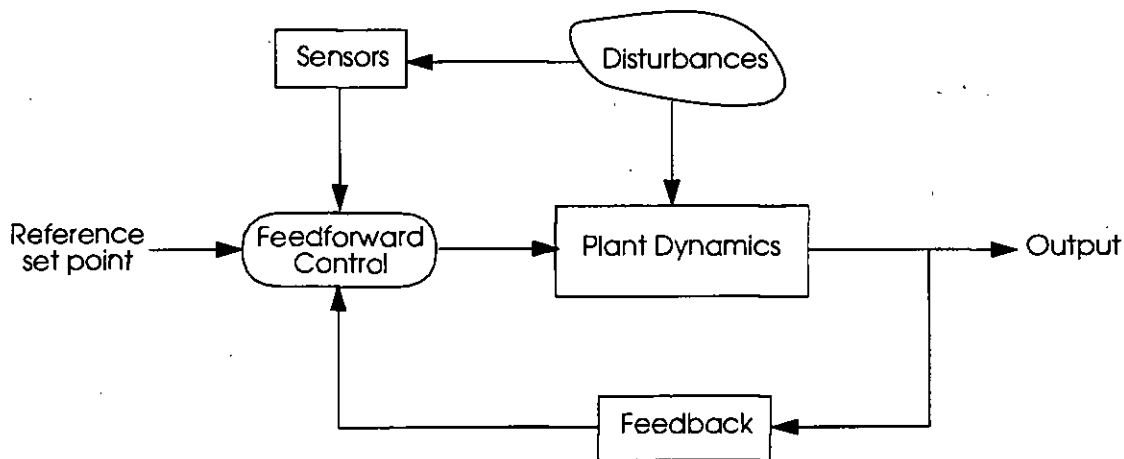 Sensors
Disturbances
Reference
set point
Feedforward
Control
Plant Dynamics
Output
Feedback